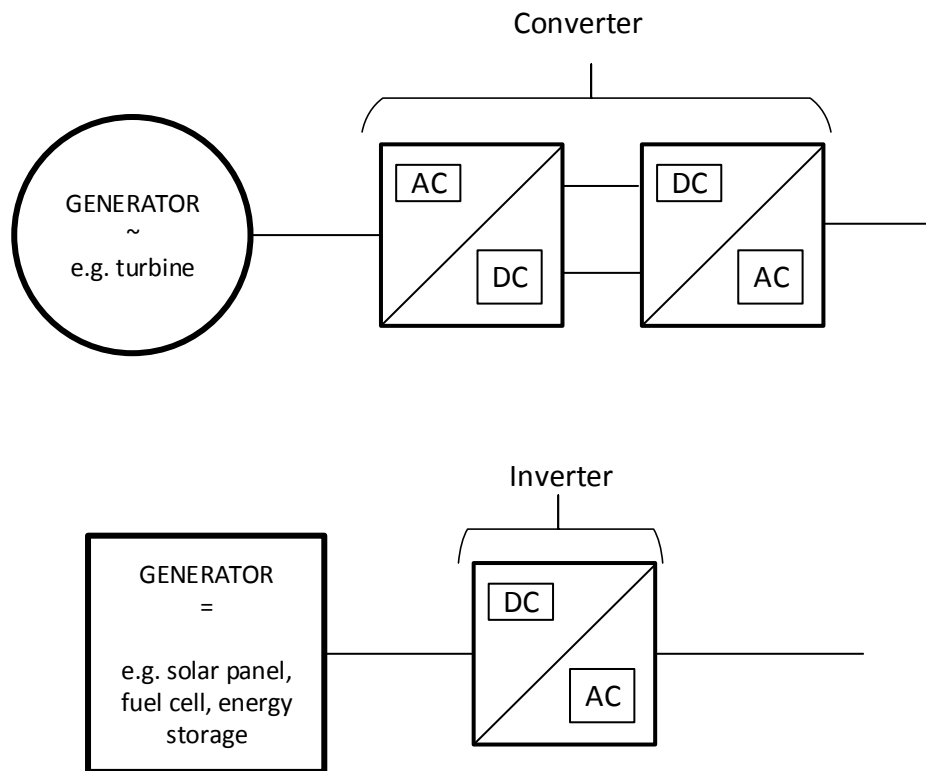 Converter
GENERATOR
~
e.g. turbine
AC
DC
DC
AC
Inverter
GENERATOR
=
e.g. solar panel,
fuel cell, energy
storage
DC
AC